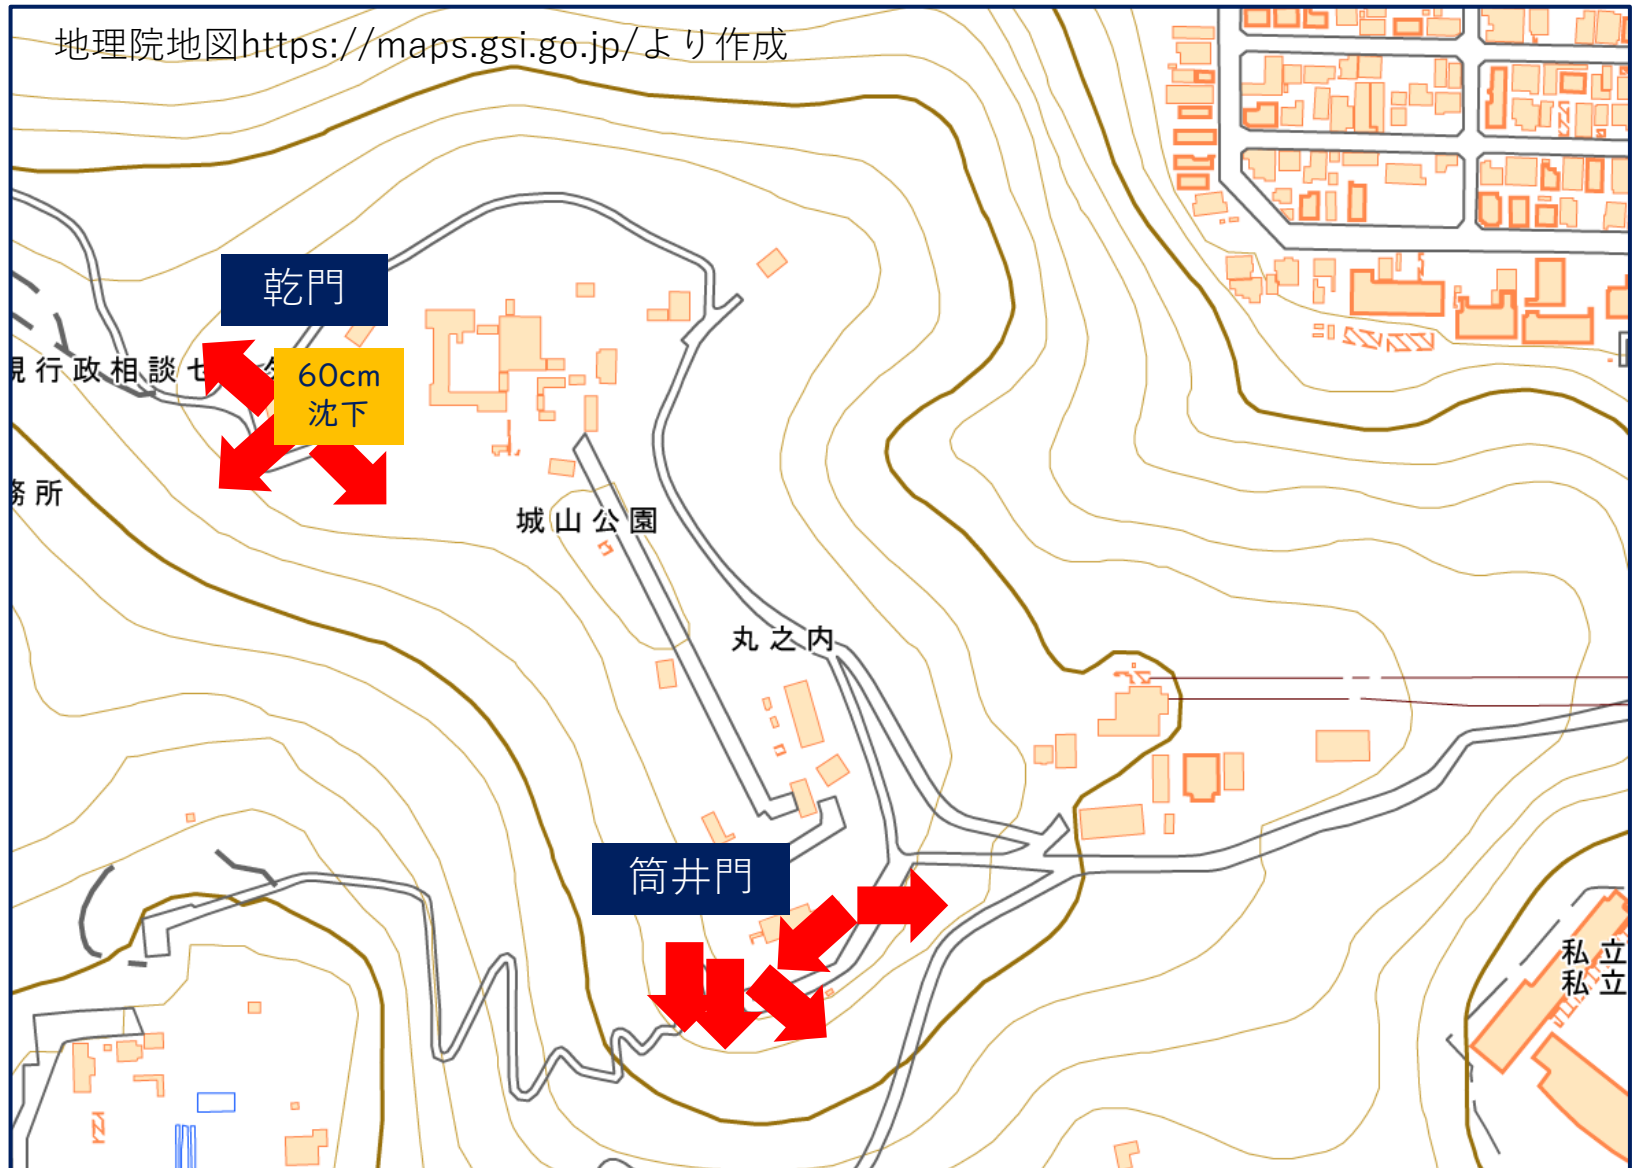 地理院地図https://maps.gsi.go.jp/より作成
乾門
60cm
沈下
行政相談セ
務所
城山公園
丸之内
筒井門
私立
私立